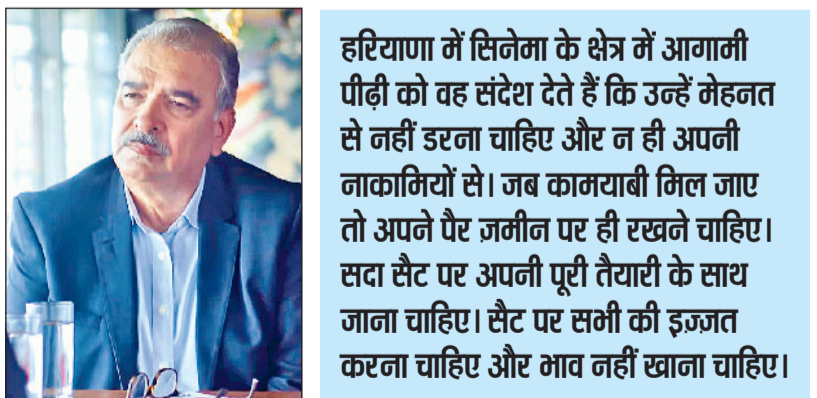 हरियाणा में सिनेमा के क्षेत्र में आगामी
पीढ़ी को वह संदेश देते हैं कि उन्हें मेहनत
से नहीं डरना चाहिए और न ही अपनी
नाकामियों से। जब कामयाबी मिल जाए
तो अपने पैर ज़मीन पर ही रखने चाहिए।
सदा सैट पर अपनी पूरी तैयारी के साथ
जाना चाहिए। सैट पर सभी की इज़्ज़त
करना चाहिए और भाव नहीं खाना चाहिए।